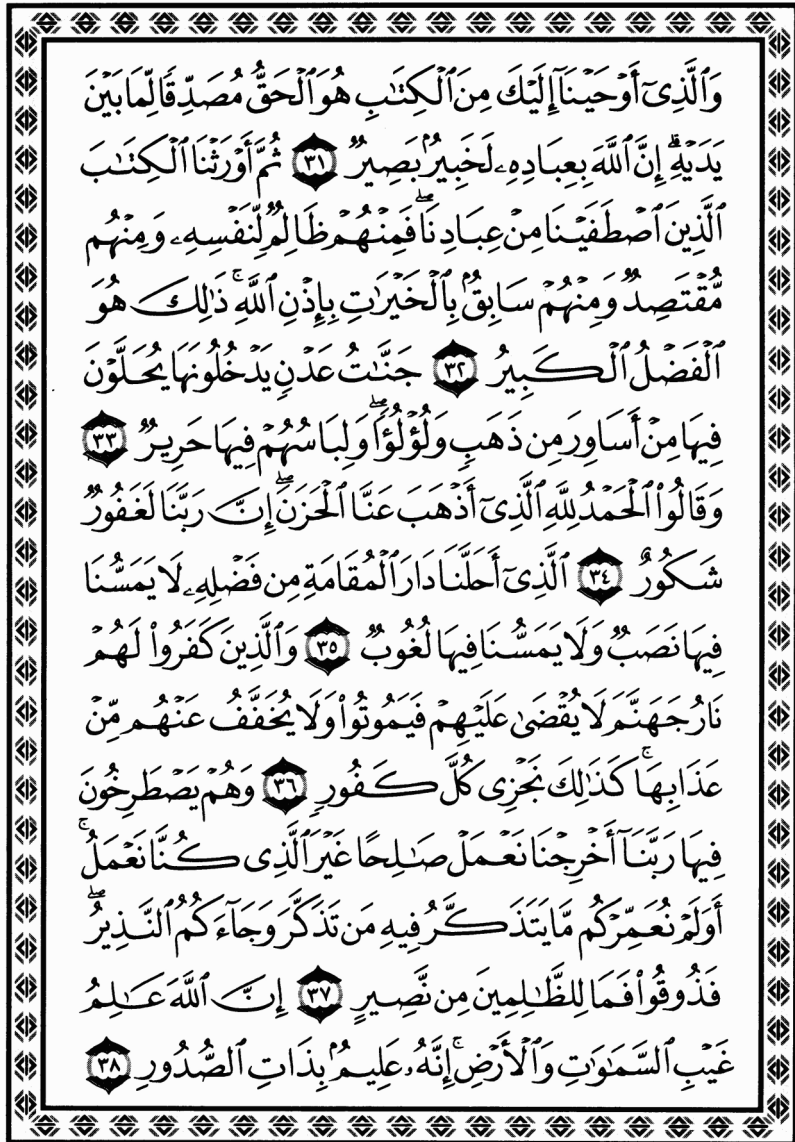 وَٱلَّذِىٓ أَوْحَيْنَآ إِلَيْكَ مِنَ ٱلْكِتَٰبِ هُوَ ٱلْحَقُّ مُصَدِّقًا لِّمَا بَيْنَ
يَدَيْهِ ۗ إِنَّ ٱللَّهَ بِعِبَادِهِۦ لَخَبِيرٌۢ بَصِيرٌ ٣١ ثُمَّ أَوْرَثْنَا ٱلْكِتَٰبَ
ٱلَّذِينَ ٱصْطَفَيْنَا مِنْ عِبَادِنَا ۖ فَمِنْهُمْ ظَالِمٌ لِّنَفْسِهِۦ وَمِنْهُم
مُّقْتَصِدٌ وَمِنْهُمْ سَابِقٌۢ بِٱلْخَيْرَٰتِ بِإِذْنِ ٱللَّهِ ۚ ذَٰلِكَ هُوَ
ٱلْفَضْلُ ٱلْكَبِيرُ ٣٢ جَنَّٰتُ عَدْنٍ يَدْخُلُونَهَا يُحَلَّوْنَ
فِيهَا مِنْ أَسَاوِرَ مِن ذَهَبٍ وَلُؤْلُؤًا ۖ وَلِبَاسُهُمْ فِيهَا حَرِيرٌ ٣٣
وَقَالُوا۟ ٱلْحَمْدُ لِلَّهِ ٱلَّذِىٓ أَذْهَبَ عَنَّا ٱلْحَزَنَ ۖ إِنَّ رَبَّنَا لَغَفُورٌ
شَكُورٌ ٣٤ ٱلَّذِىٓ أَحَلَّنَا دَارَ ٱلْمُقَامَةِ مِن فَضْلِهِۦ لَا يَمَسُّنَا
فِيهَا نَصَبٌ وَلَا يَمَسُّنَا فِيهَا لُغُوبٌ ٣٥ وَٱلَّذِينَ كَفَرُوا۟ لَهُمْ
نَارُ جَهَنَّمَ لَا يُقْضَىٰ عَلَيْهِمْ فَيَمُوتُوا۟ وَلَا يُخَفَّفُ عَنْهُم مِّنْ
عَذَابِهَا ۚ كَذَٰلِكَ نَجْزِى كُلَّ كَفُورٍ ٣٦ وَهُمْ يَصْطَرِخُونَ
فِيهَا رَبَّنَآ أَخْرِجْنَا نَعْمَلْ صَٰلِحًا غَيْرَ ٱلَّذِى كُنَّا نَعْمَلُ ۚ
أَوَلَمْ نُعَمِّرْكُم مَّا يَتَذَكَّرُ فِيهِ مَن تَذَكَّرَ وَجَآءَكُمُ ٱلنَّذِيرُ ۖ
فَذُوقُوا۟ فَمَا لِلظَّٰلِمِينَ مِن نَّصِيرٍ ٣٧ إِنَّ ٱللَّهَ عَٰلِمُ
غَيْبِ ٱلسَّمَٰوَٰتِ وَٱلْأَرْضِ ۚ إِنَّهُۥ عَلِيمٌۢ بِذَاتِ ٱلصُّدُورِ ٣٨